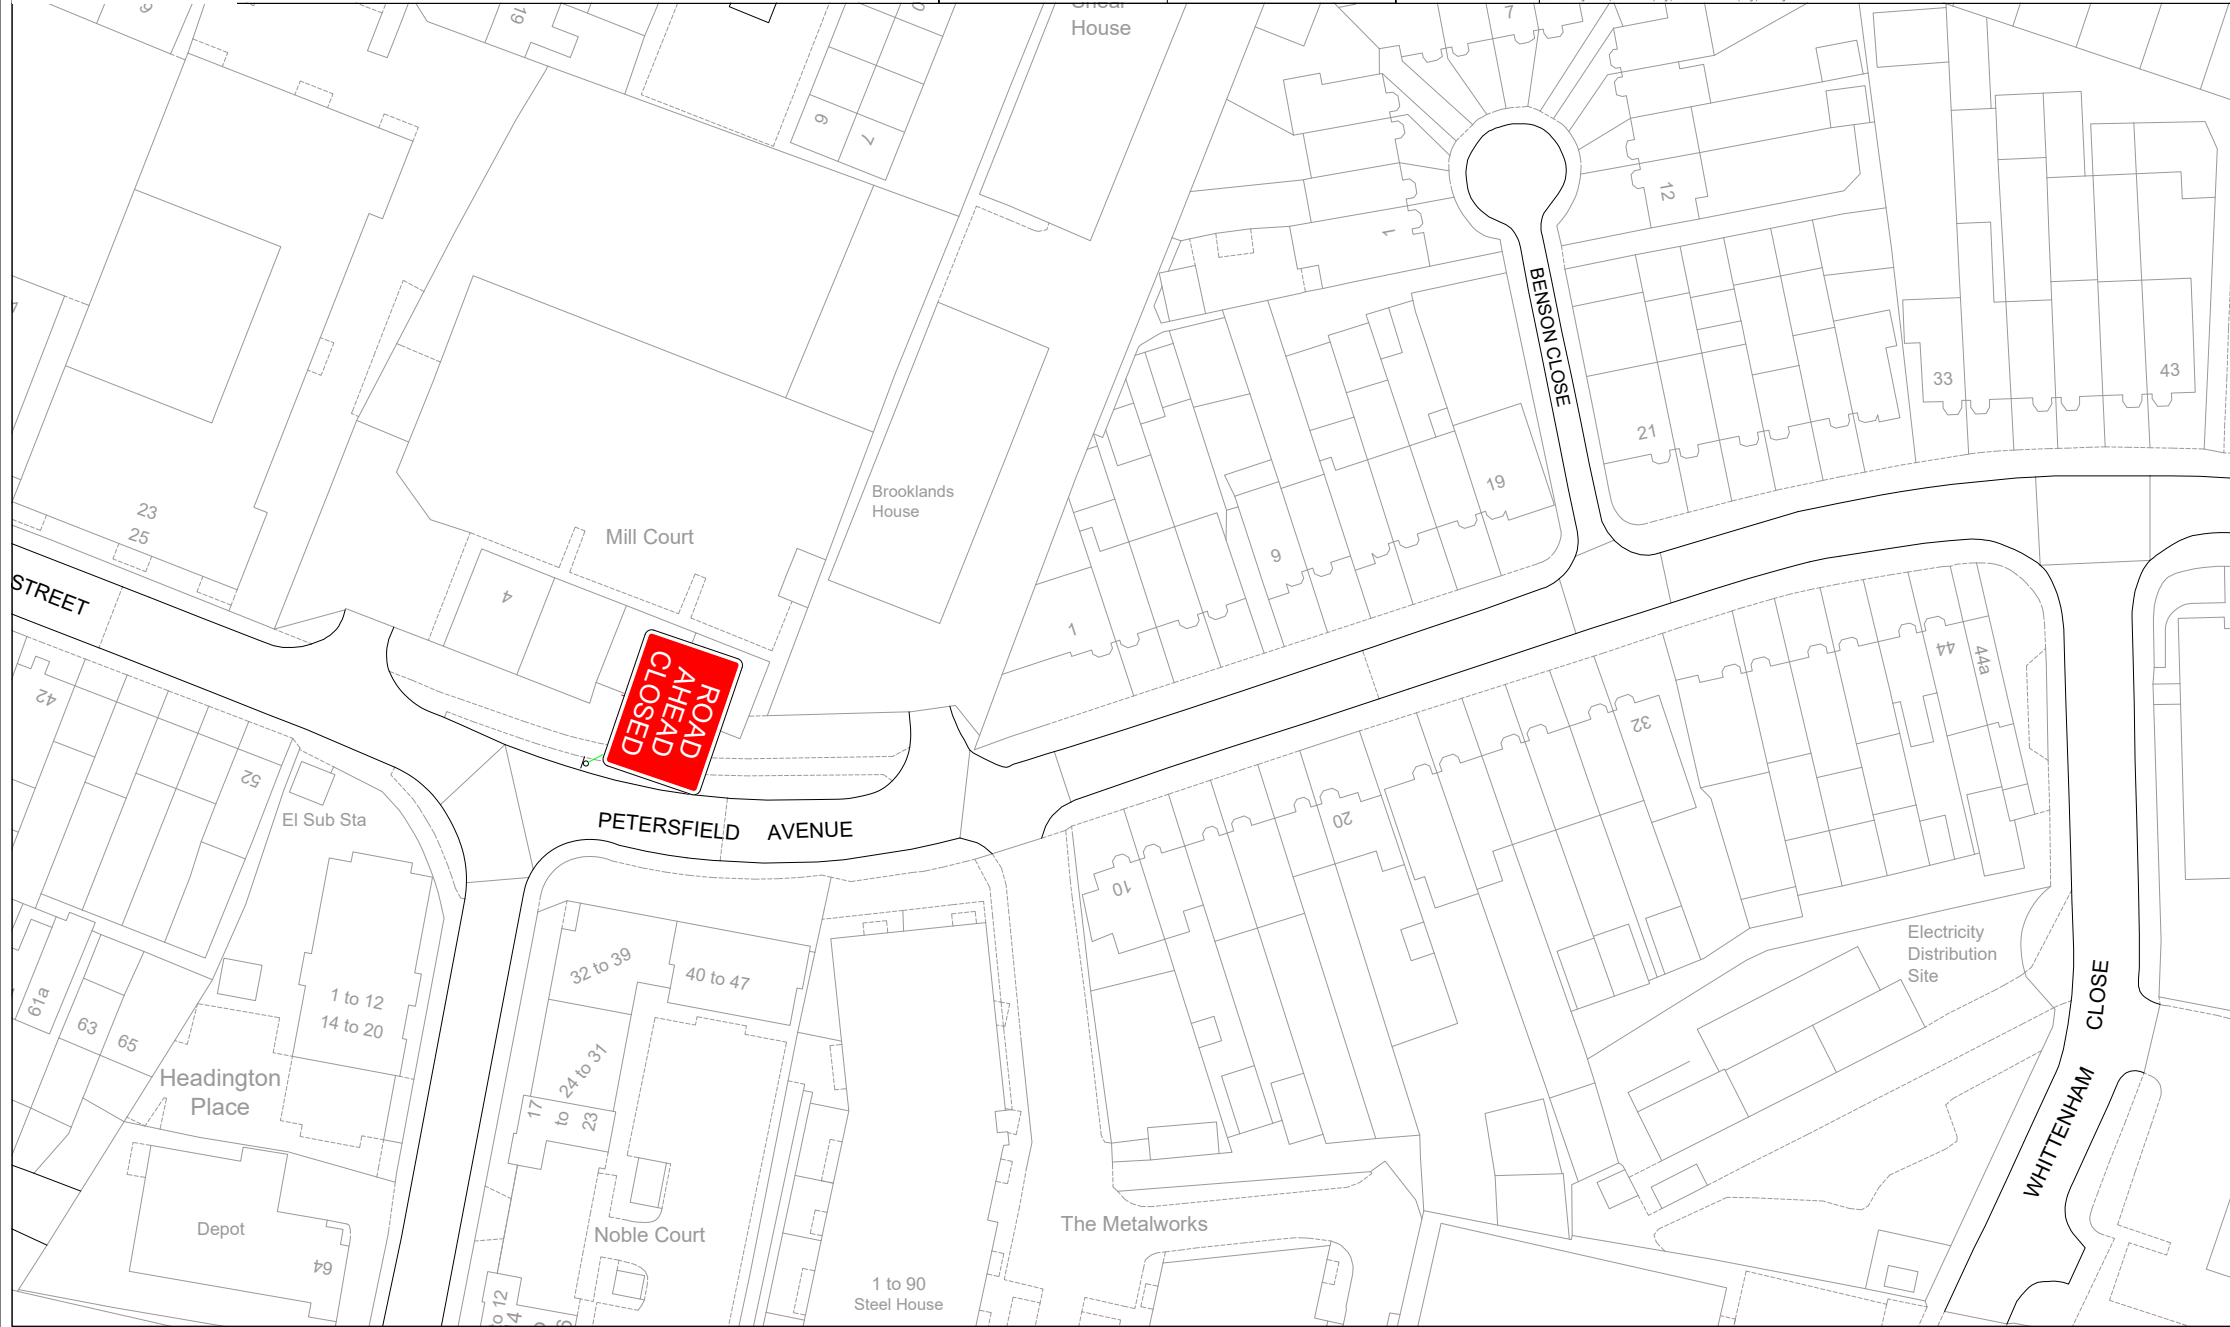 House
19
7
6
7
1
12
BENSON CLOSE
33
43
21
19
9
1
Brooklands
House
Mill Court
23
25
4
STREET
ROAD
AHEAD
CLOSED
42
52
El Sub Sta
PETERSFIELD AVENUE
10
20
32
44
44a
Electricity
Distribution
Site
WHITTENHAM CLOSE
61a
63
65
1 to 12
14 to 20
Headington
Place
Depot
64
32 to 39
40 to 47
24 to 31
17
to
23
Noble Court
The Metalworks
1 to 90
Steel House